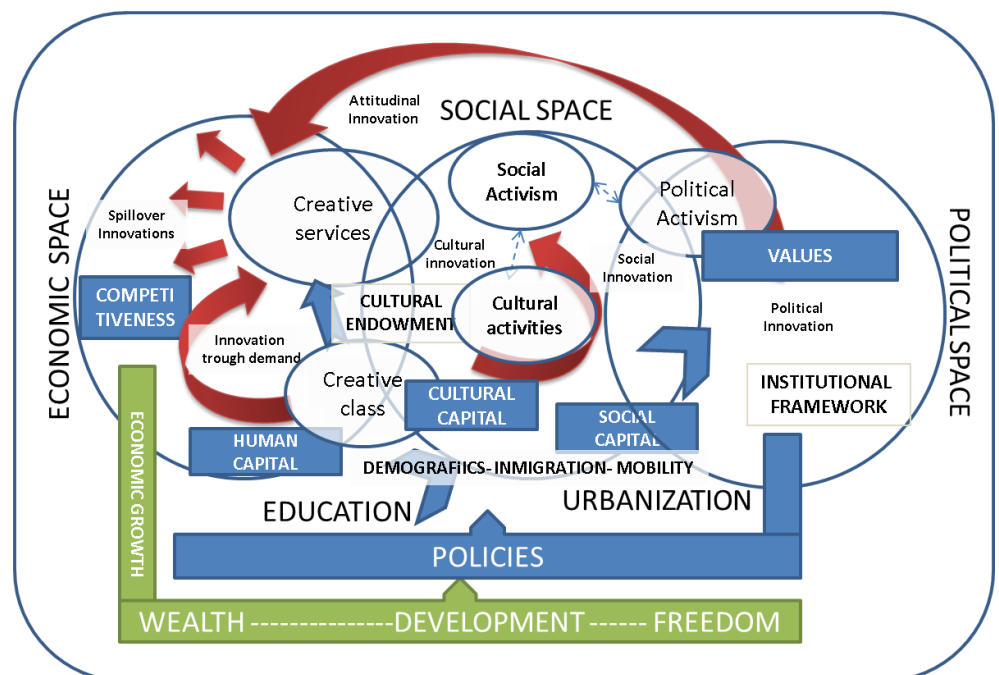 Attitudinal
Innovation
SOCIAL SPACE
ECONOMIC SPACE
POLITICAL SPACE
Social
Activism
Political
Activism
Creative
services
Spillover
Innovations
Cultural
innovation
Social
Innovation
VALUES
COMPETI
TIVENESS
CULTURAL
ENDOWMENT
Cultural
activities
Political
Innovation
Innovation
trough demand
Creative
class
CULTURAL
CAPITAL
SOCIAL
CAPITAL
INSTITUTIONAL
FRAMEWORK
HUMAN
CAPITAL
DEMOGRAFIICS- INMIGRATION- MOBILITY
EDUCATION
URBANIZATION
ECONOMIC GROWTH
POLICIES
WEALTH ---------------DEVELOPMENT ------ FREEDOM